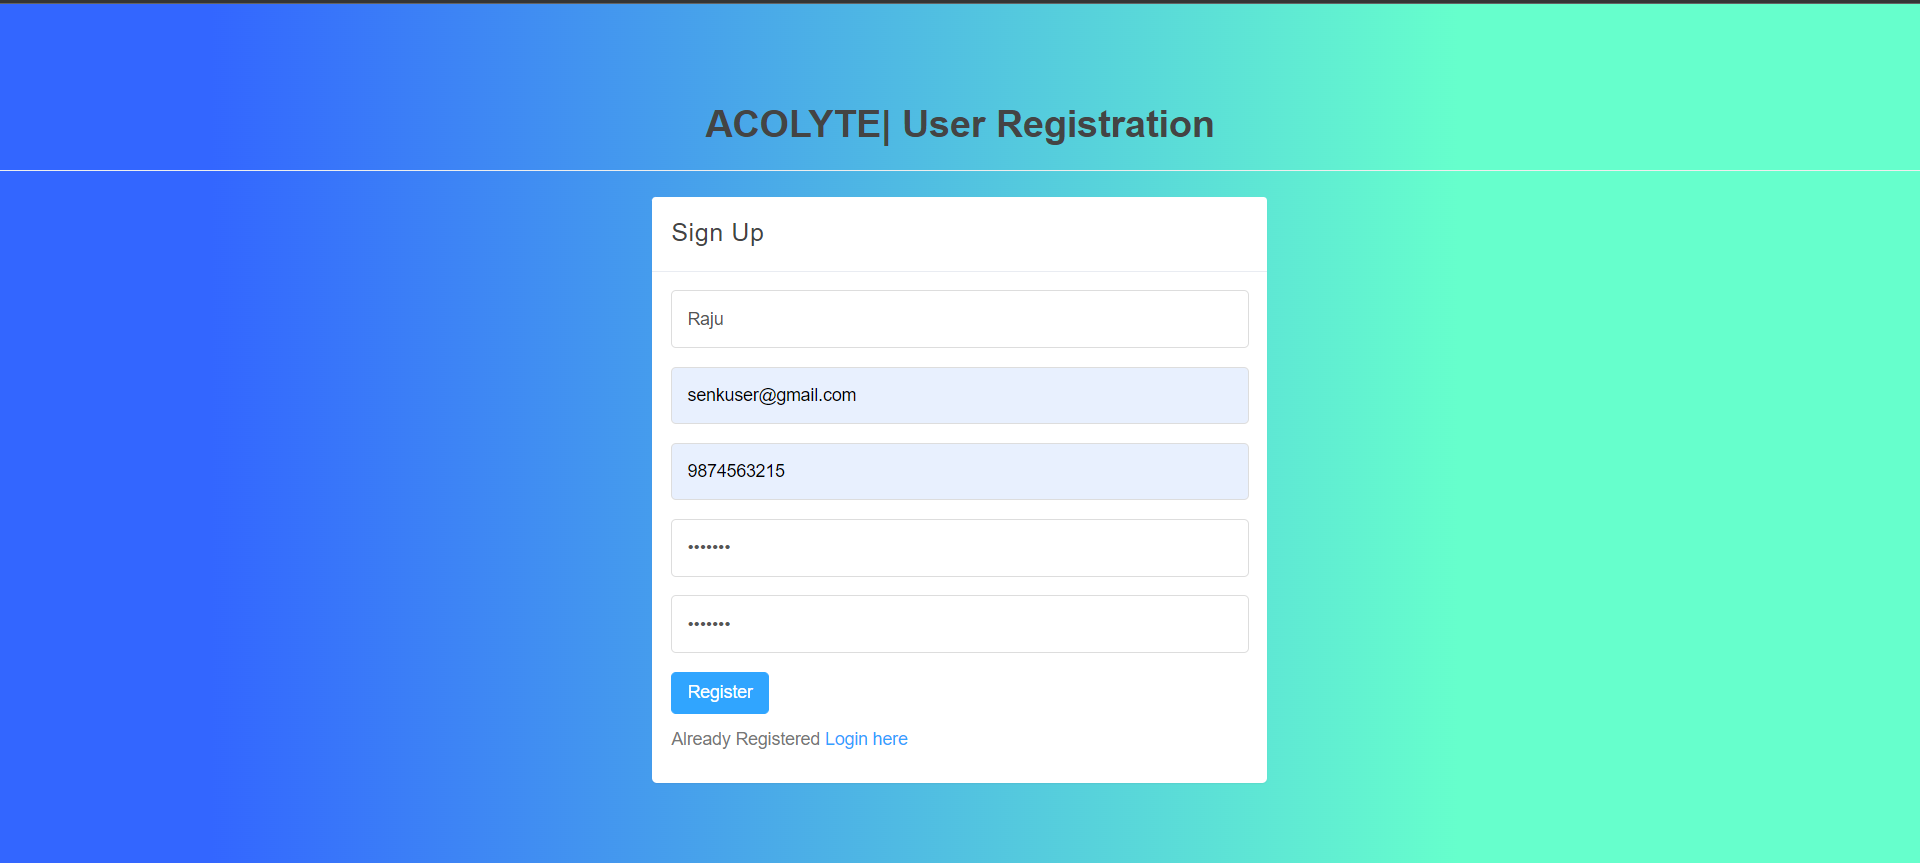 ACOLYTE| User Registration
Sign Up
Raju
senkuser@gmail.com
9874563215
•••••••
•••••••
Register
Already Registered Login here